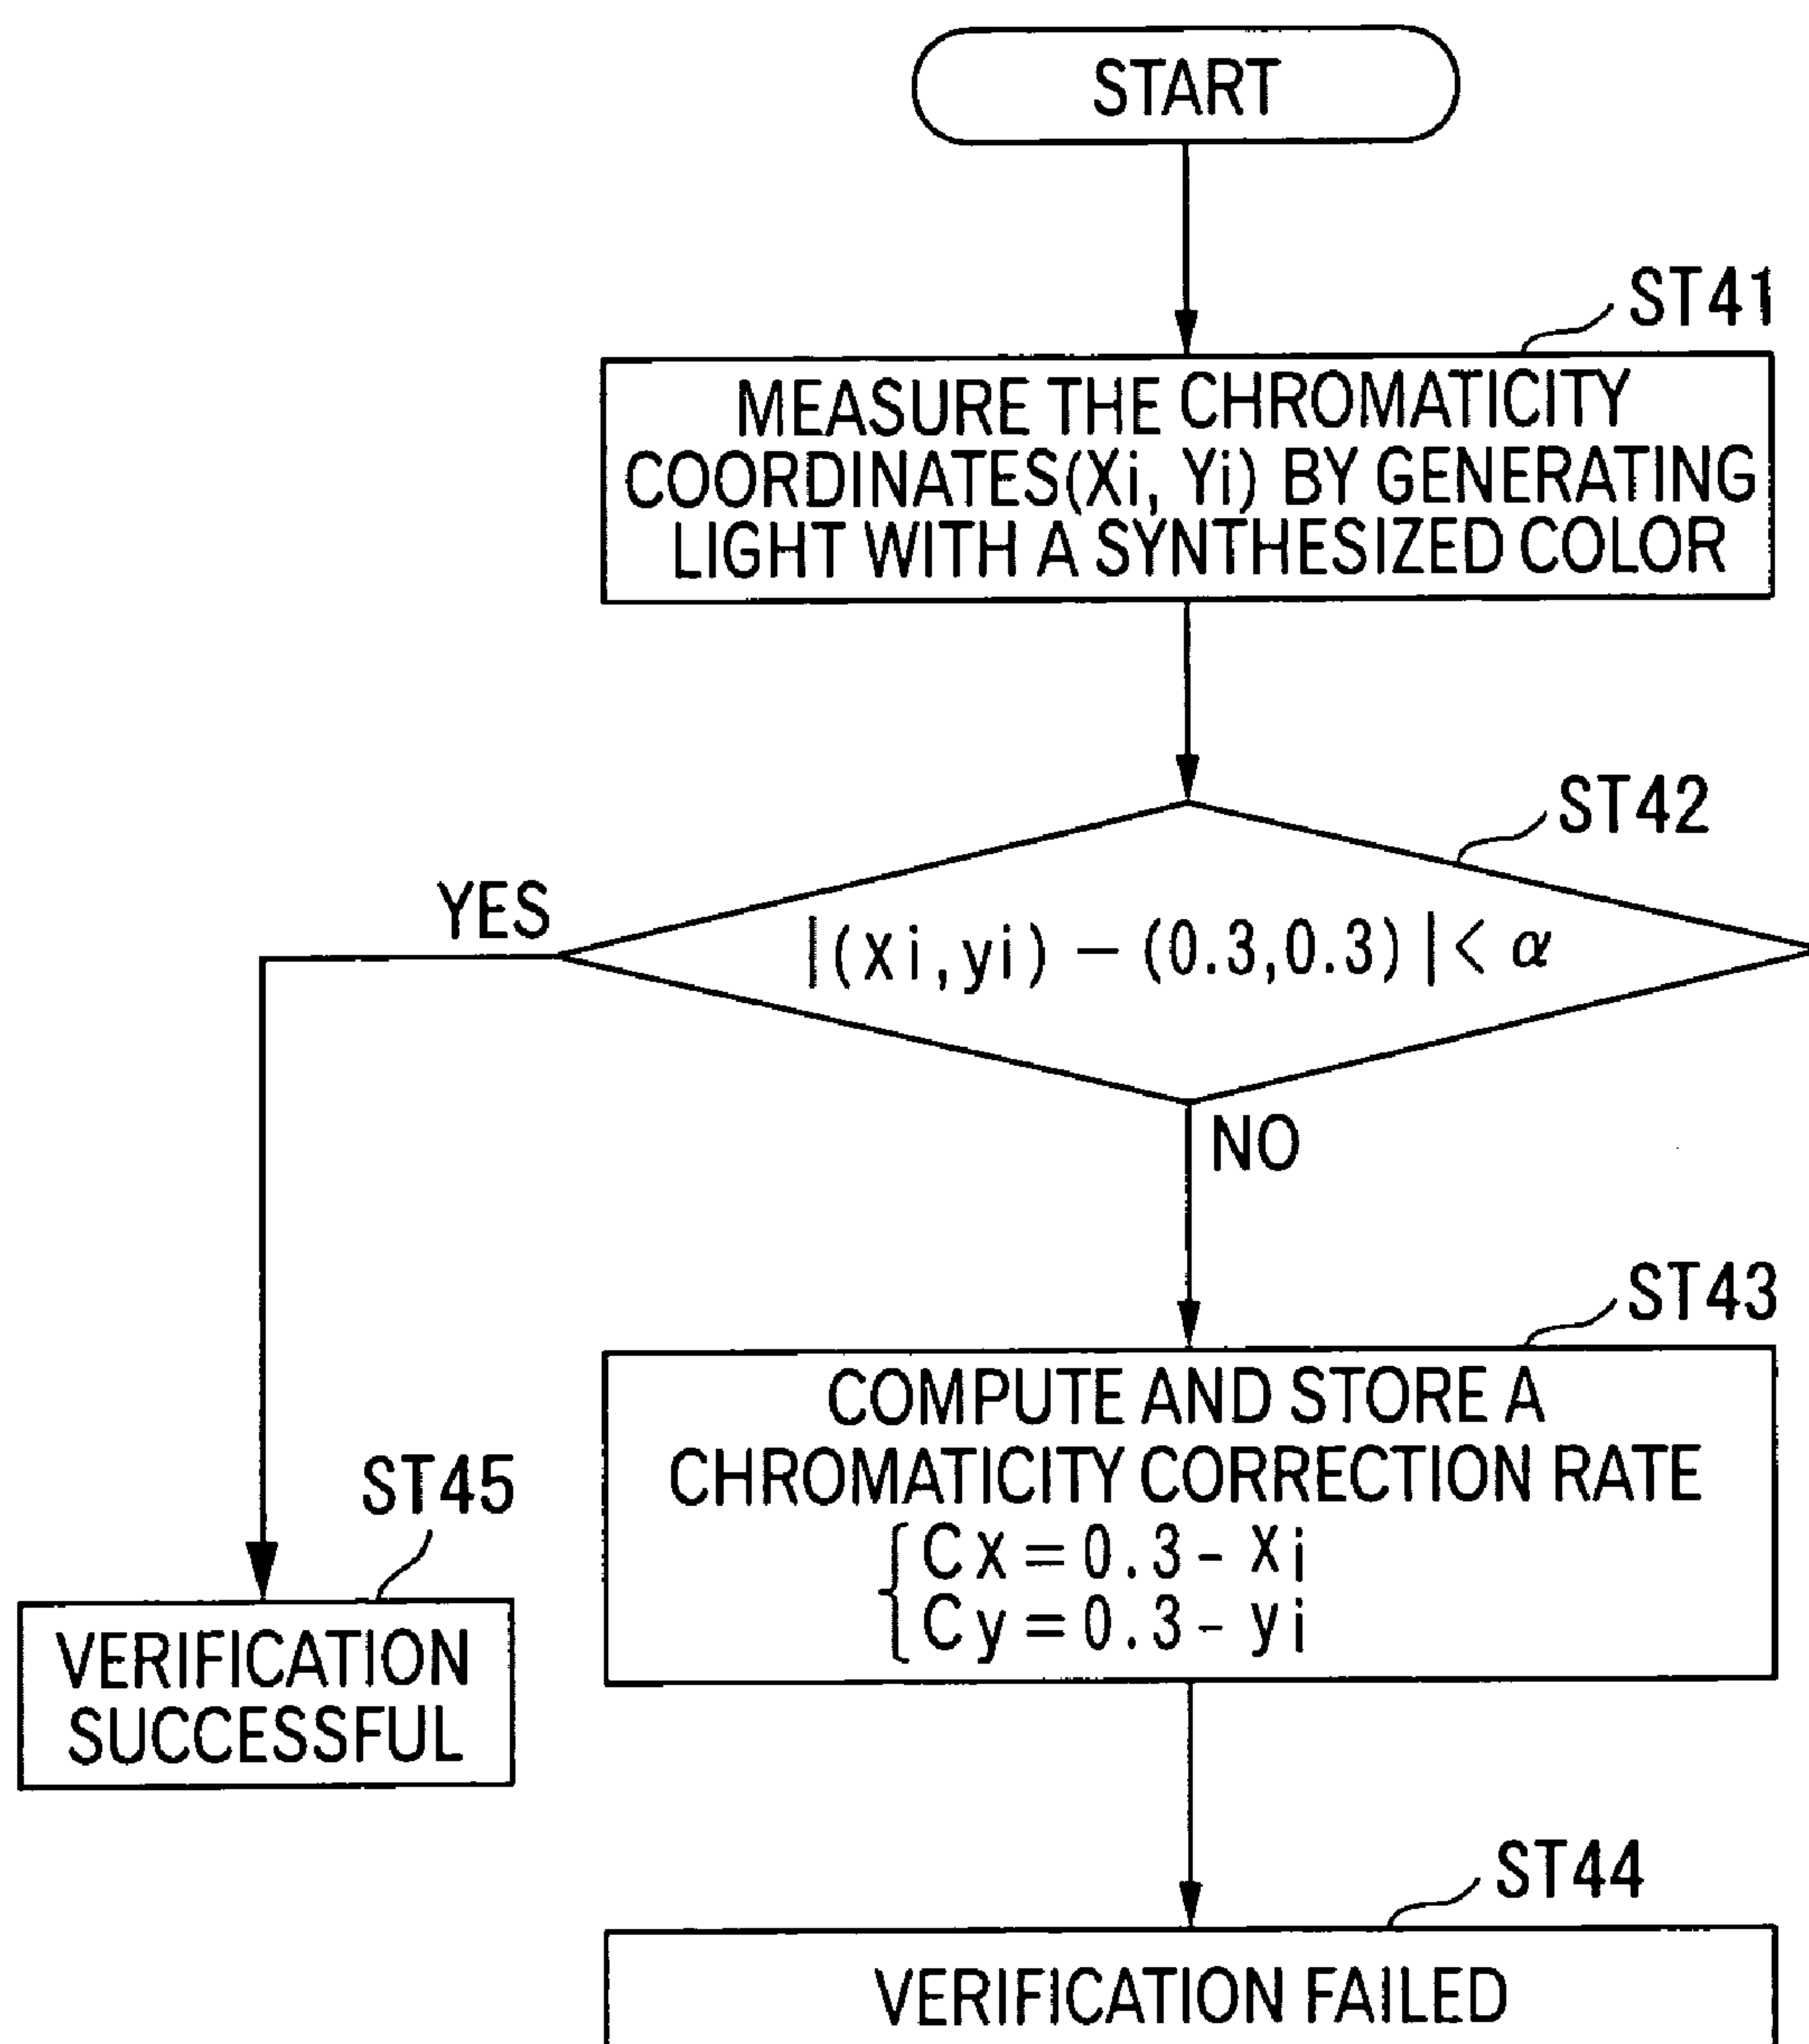 START
ST41
MEASURE THE CHROMATICITY
COORDINATES(Xi, Yi) BY GENERATING
LIGHT WITH A SYNTHESIZED COLOR
ST42
YES
|(xi,yi) − (0.3,0.3)|< α
NO
ST43
COMPUTE AND STORE A
CHROMATICITY CORRECTION RATE
Cx = 0.3 - Xi
Cy = 0.3 - yi
ST45
VERIFICATION
SUCCESSFUL
ST44
VERIFICATION FAILED